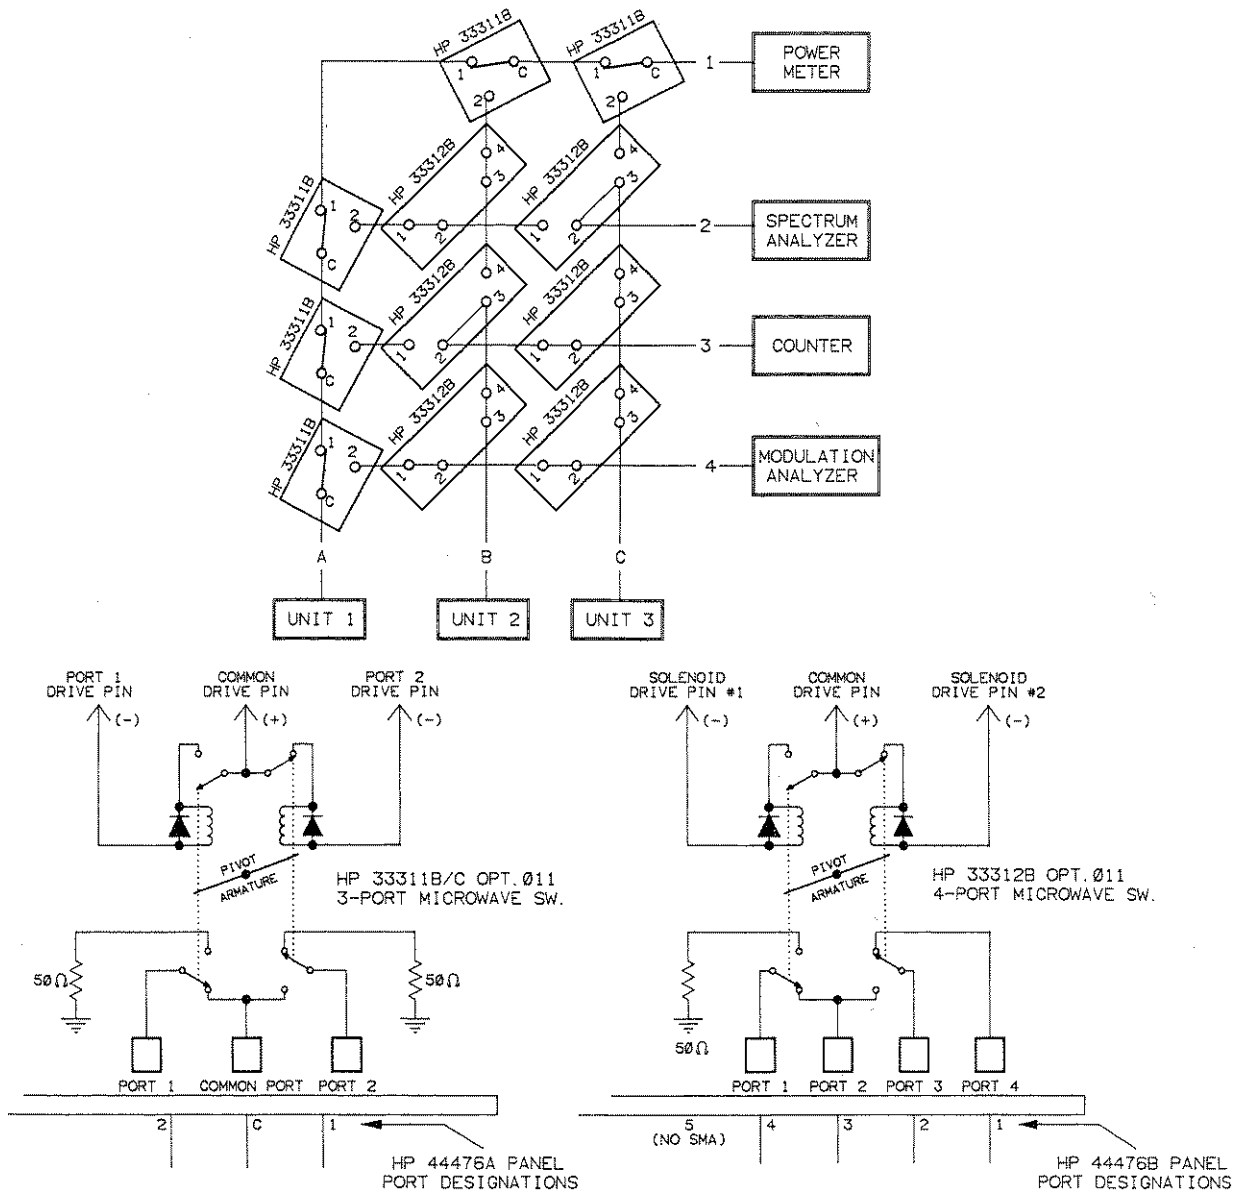 HP 33311B
HP 33311B
1
C
2
1
C
2
1
POWER
METER
HP 33312B
4
3
1
2
HP 33312B
4
3
1
2
HP 33311B
1
2
C
2
SPECTRUM
ANALYZER
HP 33312B
4
3
1
2
HP 33312B
4
3
1
2
HP 33311B
1
2
C
3
COUNTER
HP 33312B
4
3
1
2
HP 33312B
4
3
1
2
HP 33311B
1
2
C
4
MODULATION
ANALYZER
A
B
C
UNIT 1
UNIT 2
UNIT 3
PORT 1
DRIVE PIN
(-)
COMMON
DRIVE PIN
(+)
PORT 2
DRIVE PIN
(-)
PIVOT
ARMATURE
HP 33311B/C OPT.011
3-PORT MICROWAVE SW.
50Ω
50Ω
PORT 1
COMMON PORT
PORT 2
2
C
1
HP 44476A PANEL
PORT DESIGNATIONS
SOLENOID
DRIVE PIN #1
(-)
COMMON
DRIVE PIN
(+)
SOLENOID
DRIVE PIN #2
(-)
PIVOT
ARMATURE
HP 33312B OPT.011
4-PORT MICROWAVE SW.
50Ω
PORT 1
PORT 2
PORT 3
PORT 4
5
(NO SMA)
4
3
2
1
HP 44476B PANEL
PORT DESIGNATIONS